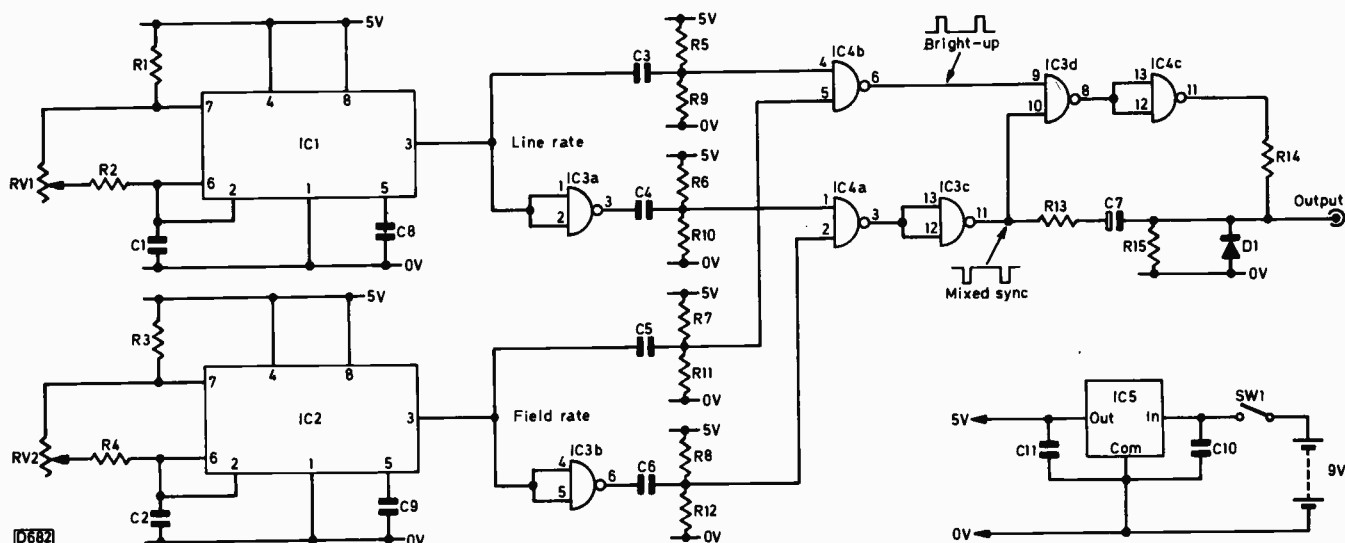 5V
R1
7
4
8
IC1
3
RV1
R2
6
2
1
5
C1
C8
0V
Line rate
IC3a
1
2
3
C3
C4
5V
R5
R9
0V
5V
R6
R10
0V
IC4b
4
5
6
Bright-up
IC3d
9
10
8
IC4c
13
12
11
R14
IC4a
1
2
3
IC3c
13
12
11
R13
C7
R15
D1
0V
Output
Mixed sync
5V
R3
7
4
8
IC2
3
RV2
R4
6
2
1
5
C2
C9
0V
Field rate
IC3b
4
5
6
C5
C6
5V
R7
R11
0V
5V
R8
R12
0V
IC5
Out
In
Com
SW1
5V
C11
C10
9V
0V
D682